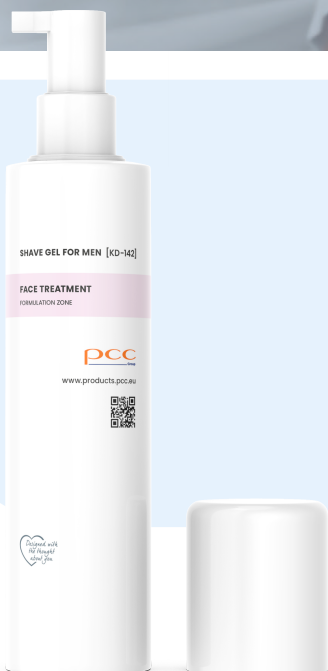 SHAVE GEL FOR MEN [KD-142]
FACE TREATMENT
FORMULATION ZONE
pcc
Group
www.products.pcc.eu
Designed with
the thought
about you